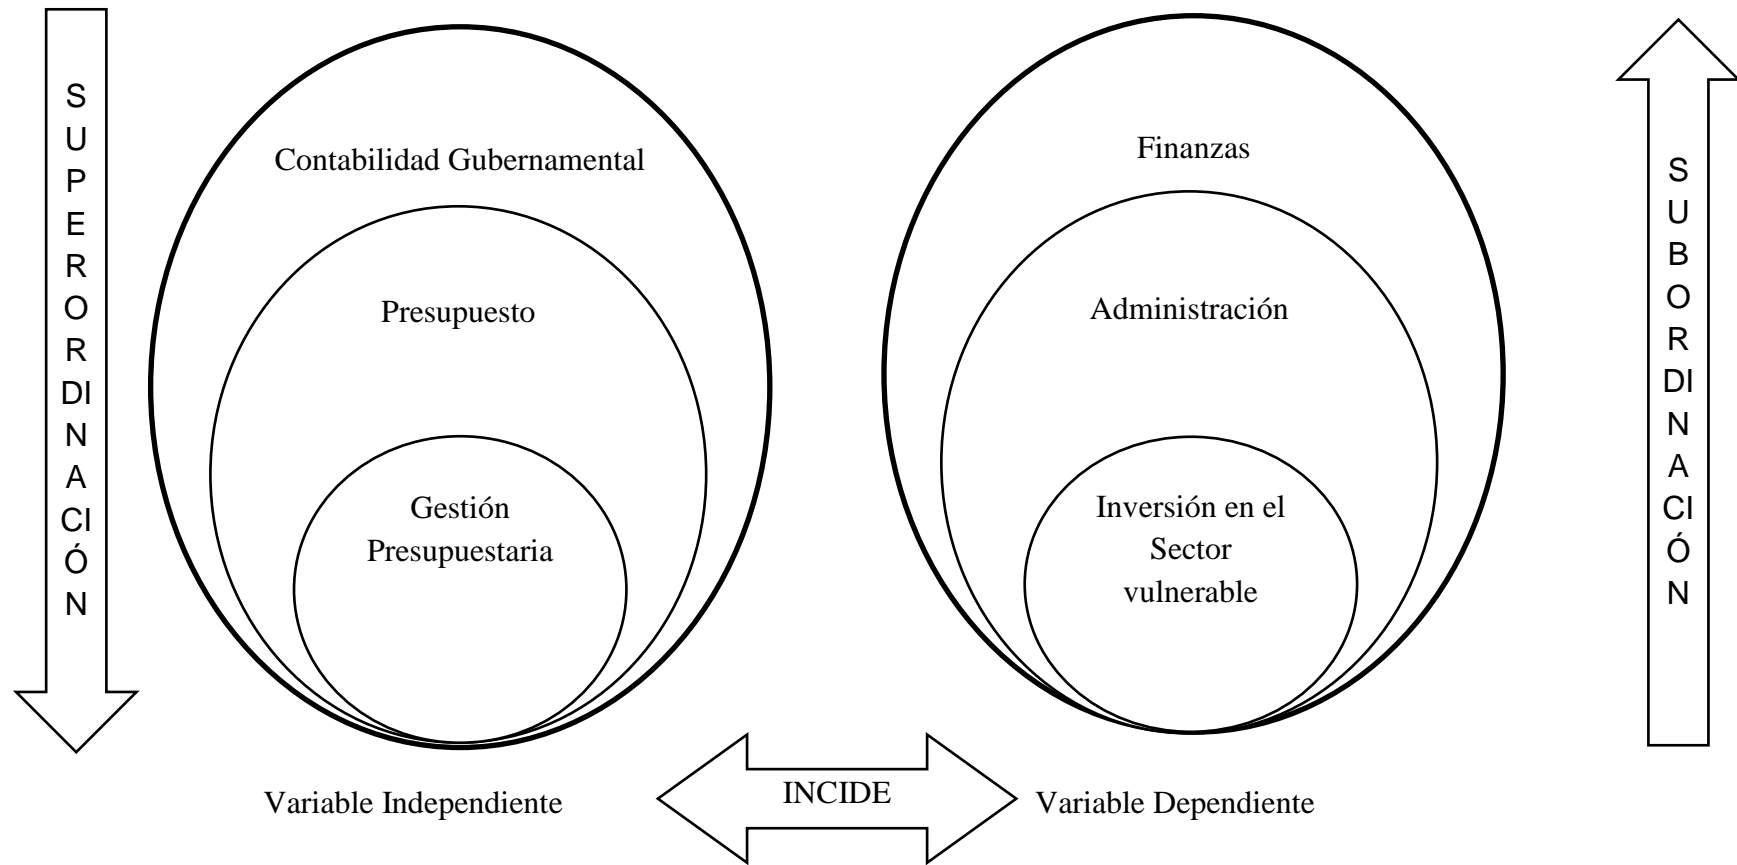 S
U
P
E
R
O
R
DI
N
A
CI
Ó
N
Contabilidad Gubernamental
Presupuesto
Gestión
Presupuestaria
Finanzas
Administración
Inversión en el
Sector
vulnerable
S
U
B
O
R
DI
N
A
CI
Ó
N
Variable Independiente
INCIDE
Variable Dependiente